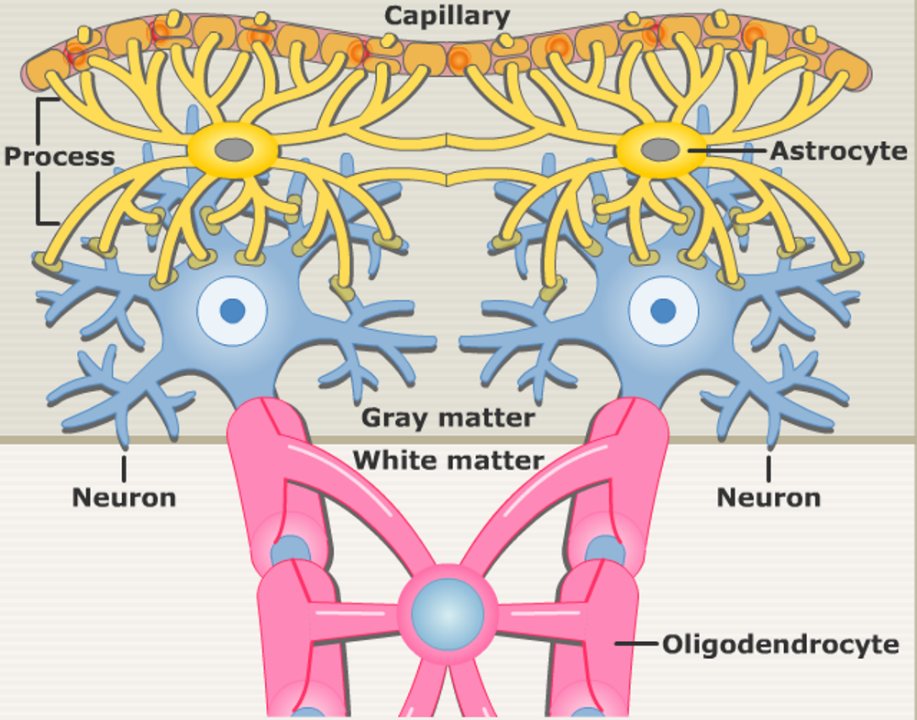 Capillary
Process
Astrocyte
Gray matter
White matter
Neuron
Neuron
Oligodendrocyte